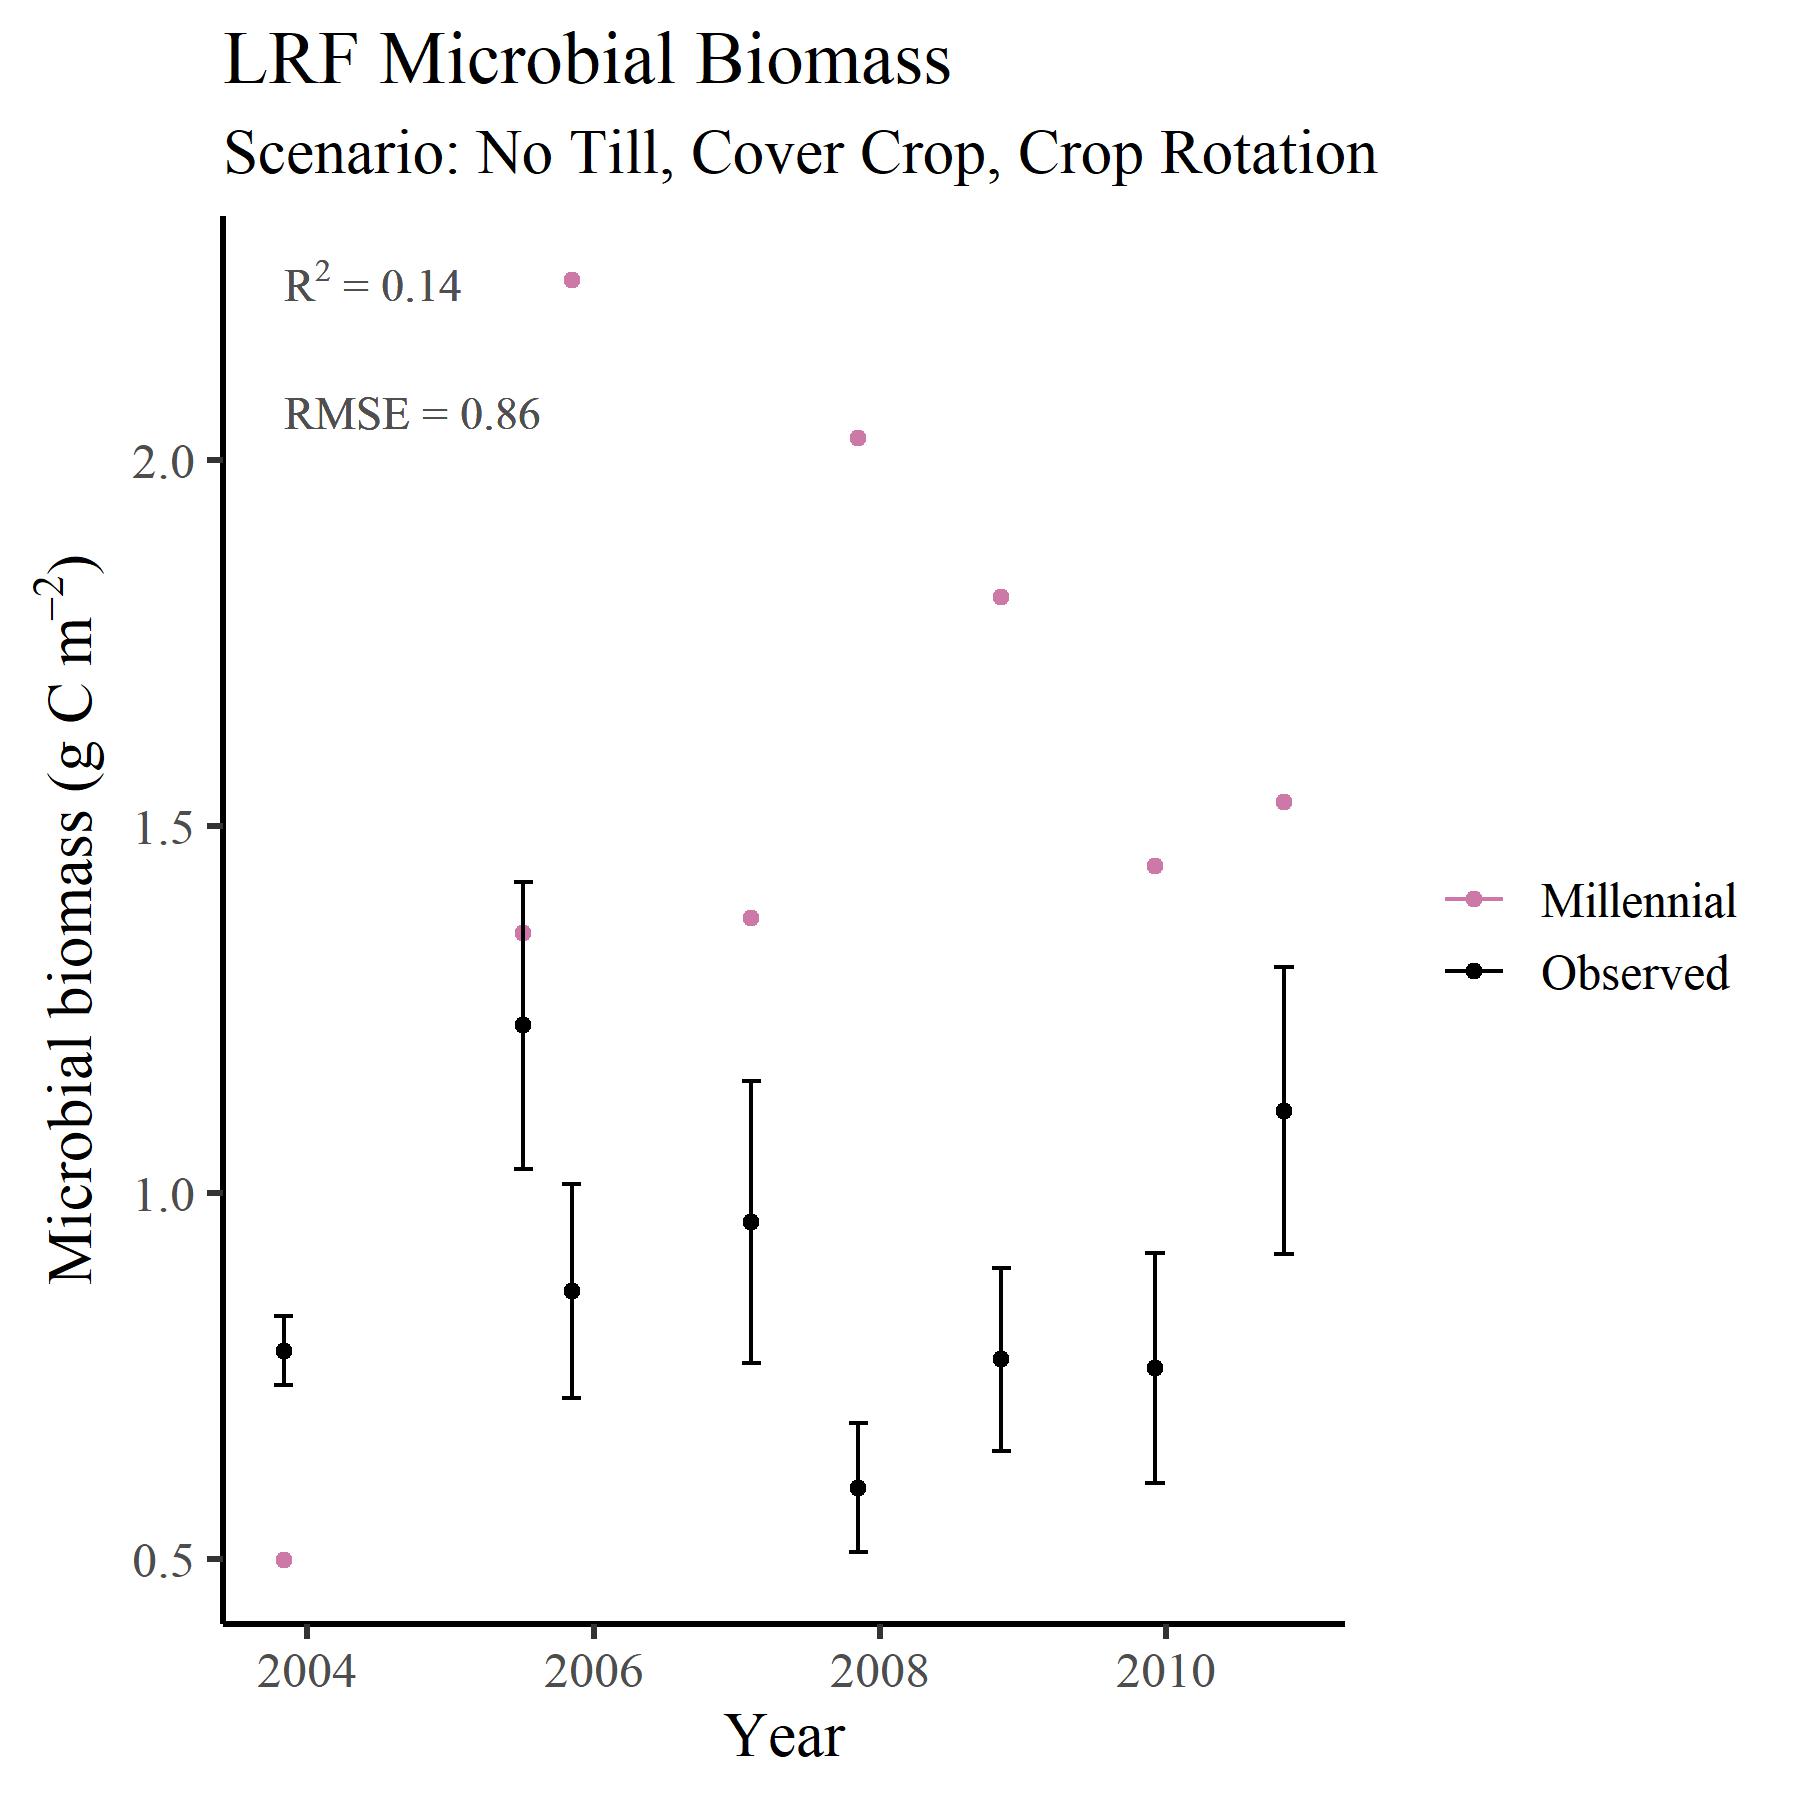 LRF Microbial Biomass
Scenario: No Till, Cover Crop, Crop Rotation
R² = 0.14
RMSE = 0.86
Microbial biomass (g C m⁻²)
2.0
1.5
1.0
0.5
Millennial
Observed
2004 2006 2008 2010
Year